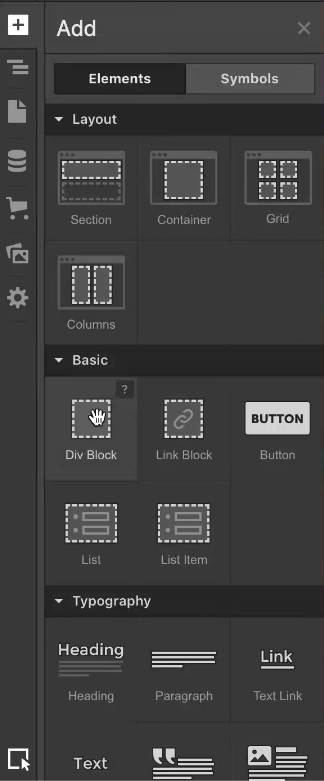 Add
Elements Symbols
Layout
Section Container Grid
Columns
Basic
?
Div Block Link Block BUTTON Button
List List Item
Typography
Heading Link
Heading Paragraph Text Link
Text